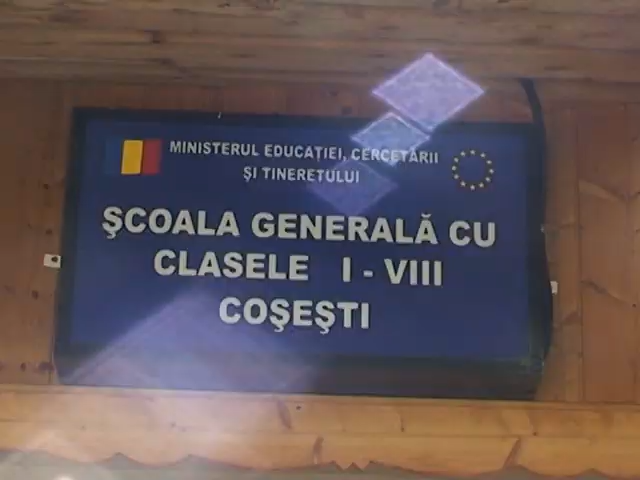 MINISTERUL EDUCAȚIEI, CERCETĂRII
ŞI TINERETULUI
ŞCOALA GENERALĂ CU
CLASELE I - VIII
COŞEŞTI